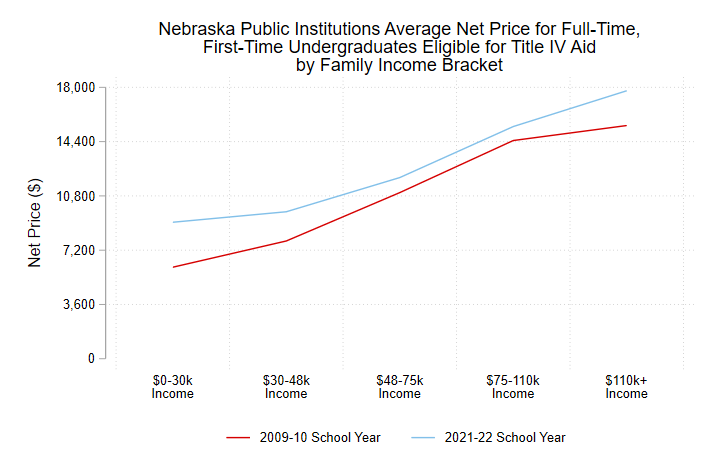 Nebraska Public Institutions Average Net Price for Full-Time,
First-Time Undergraduates Eligible for Title IV Aid
by Family Income Bracket
Net Price ($)
18,000
14,400
10,800
7,200
3,600
0
$0-30k
Income
$30-48k
Income
$48-75k
Income
$75-110k
Income
$110k+
Income
2009-10 School Year
2021-22 School Year